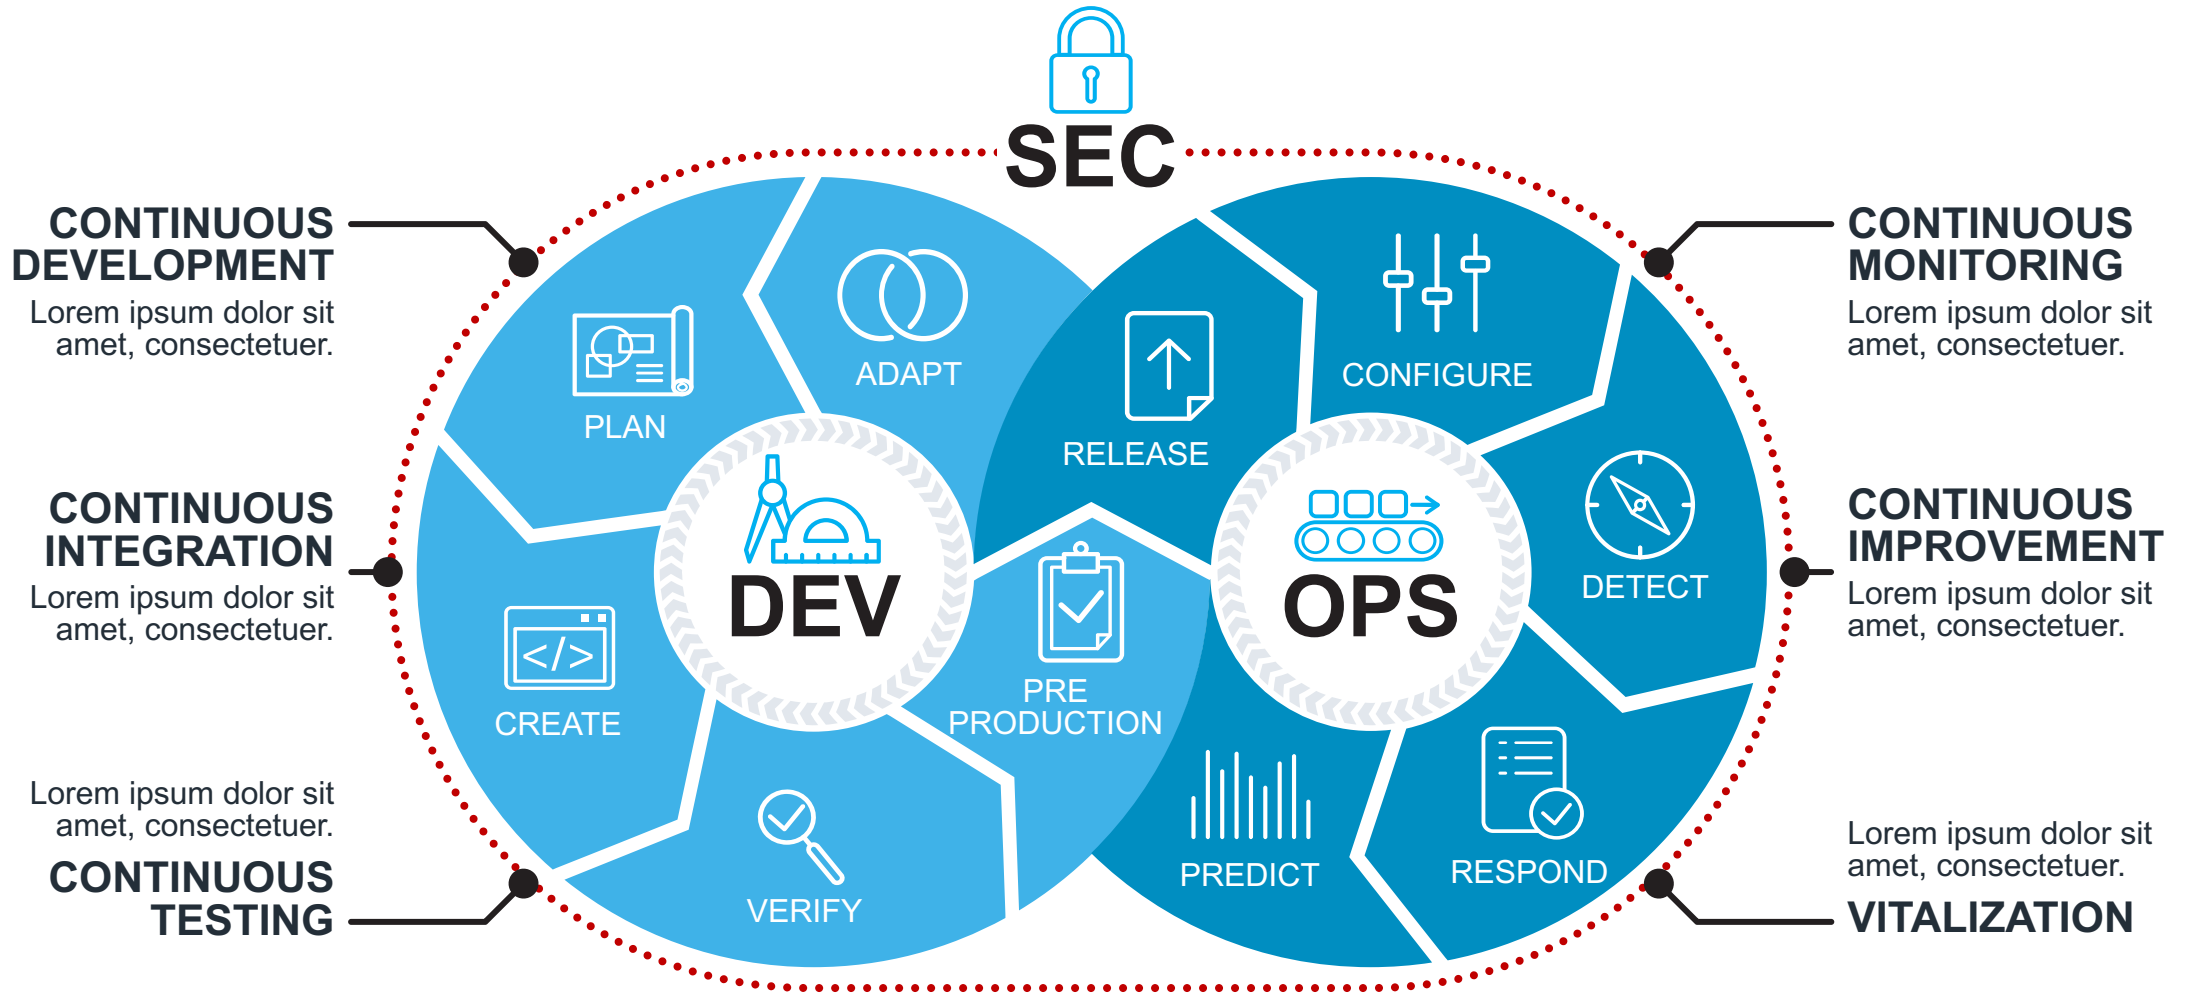 SEC
CONTINUOUS
DEVELOPMENT
Lorem ipsum dolor sit
amet, consectetuer.
CONTINUOUS
INTEGRATION
Lorem ipsum dolor sit
amet, consectetuer.
Lorem ipsum dolor sit
amet, consectetuer.
CONTINUOUS
TESTING
PLAN
ADAPT
CREATE
</>
VERIFY
DEV
PRE
PRODUCTION
RELEASE
CONFIGURE
DETECT
OPS
PREDICT
RESPOND
CONTINUOUS
MONITORING
Lorem ipsum dolor sit
amet, consectetuer.
CONTINUOUS
IMPROVEMENT
Lorem ipsum dolor sit
amet, consectetuer.
Lorem ipsum dolor sit
amet, consectetuer.
VITALIZATION